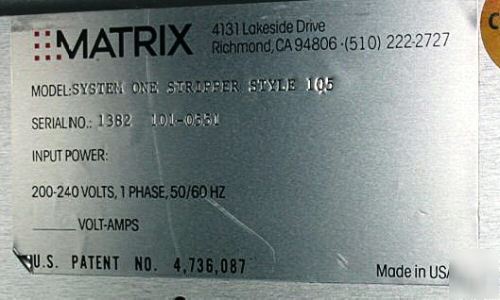 MATRIX
4131 Lakeside Drive
Richmond, CA 94806 · (510) 222-2727
MODEL: SYSTEM ONE STRIPPER STYLE 105
SERIAL NO.: 1382 101-0551
INPUT POWER:
200-240 VOLTS, 1 PHASE, 50/60 HZ
_____ VOLT-AMPS
U.S. PATENT NO. 4,736,087
Made in USA